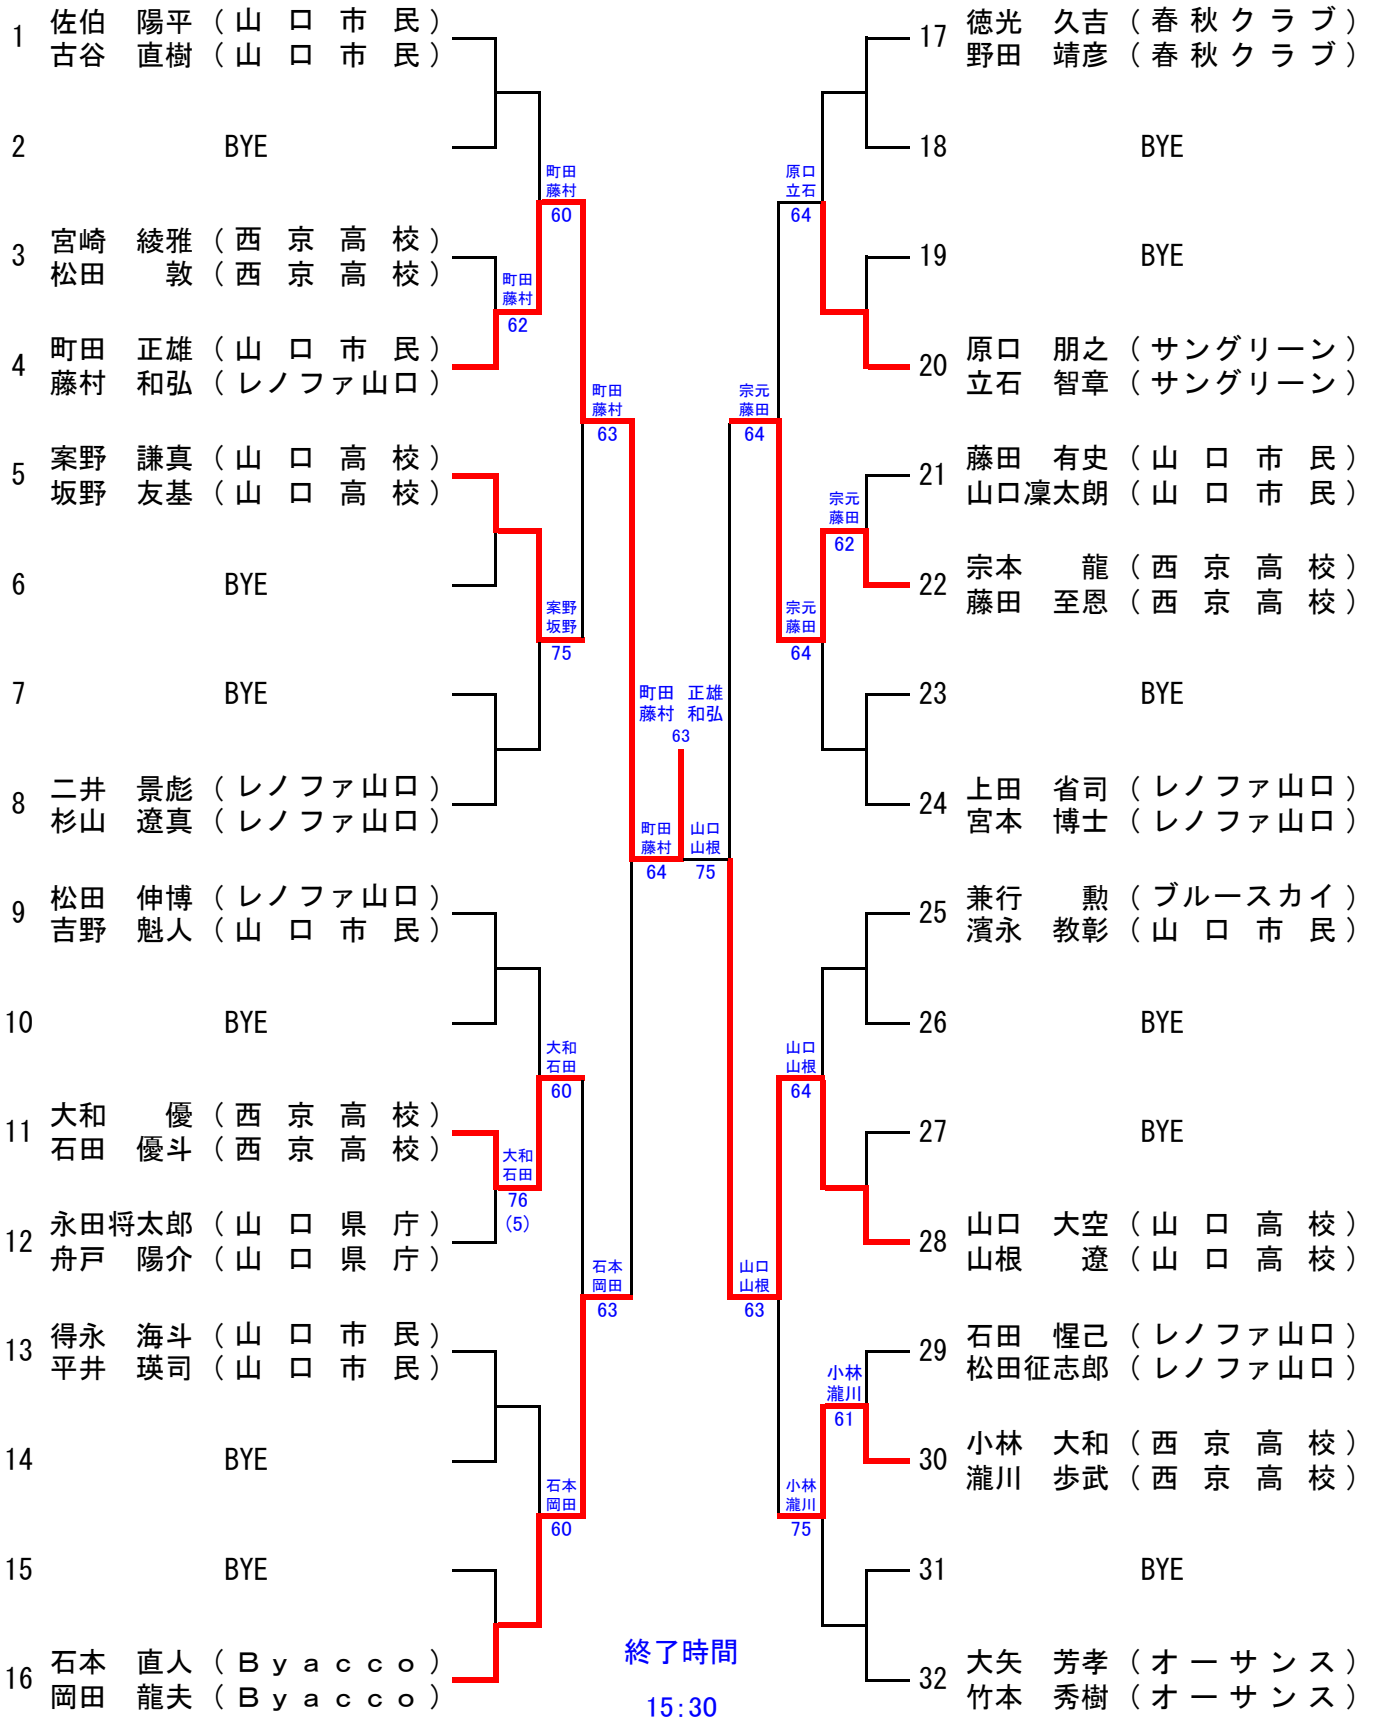 1 佐伯 陽平 (山口市民)
古谷 直樹 (山口市民)
2 BYE
3 宮崎 綾雅 (西京高校)
松田 敦 (西京高校)
4 町田 正雄 (山口市民)
藤村 和弘 (レノファ山口)
5 案野 謙真 (山口高校)
坂野 友基 (山口高校)
6 BYE
7 BYE
8 二井 景彪 (レノファ山口)
杉山 遼真 (レノファ山口)
9 松田 伸博 (レノファ山口)
吉野 魁人 (山口市民)
10 BYE
11 大和 優 (西京高校)
石田 優斗 (西京高校)
12 永田将太郎 (山口県庁)
舟戸 陽介 (山口県庁)
13 得永 海斗 (山口市民)
平井 瑛司 (山口市民)
14 BYE
15 BYE
16 石本 直人 (Byacco)
岡田 龍夫 (Byacco)
町田
藤村
62
大和
石田
76
(5)
町田
藤村
60
案野
坂野
75
大和
石田
60
石本
岡田
60
町田
藤村
63
石本
岡田
63
町田
藤村
64
町田 正雄
藤村 和弘
63
山口
山根
75
宗元
藤田
64
山口
山根
63
原口
立石
64
宗元
藤田
64
山口
山根
64
小林
瀧川
75
宗元
藤田
62
小林
瀧川
61
17 徳光 久吉 (春秋クラブ)
野田 靖彦 (春秋クラブ)
18 BYE
19 BYE
20 原口 朋之 (サングリーン)
立石 智章 (サングリーン)
21 藤田 有史 (山口市民)
山口凜太朗 (山口市民)
22 宗本 龍 (西京高校)
藤田 至恩 (西京高校)
23 BYE
24 上田 省司 (レノファ山口)
宮本 博士 (レノファ山口)
25 兼行 勲 (ブルースカイ)
濱永 教彰 (山口市民)
26 BYE
27 BYE
28 山口 大空 (山口高校)
山根 遼 (山口高校)
29 石田 惺己 (レノファ山口)
松田征志郎 (レノファ山口)
30 小林 大和 (西京高校)
瀧川 歩武 (西京高校)
31 BYE
32 大矢 芳孝 (オーサンス)
竹本 秀樹 (オーサンス)
終了時間
15:30